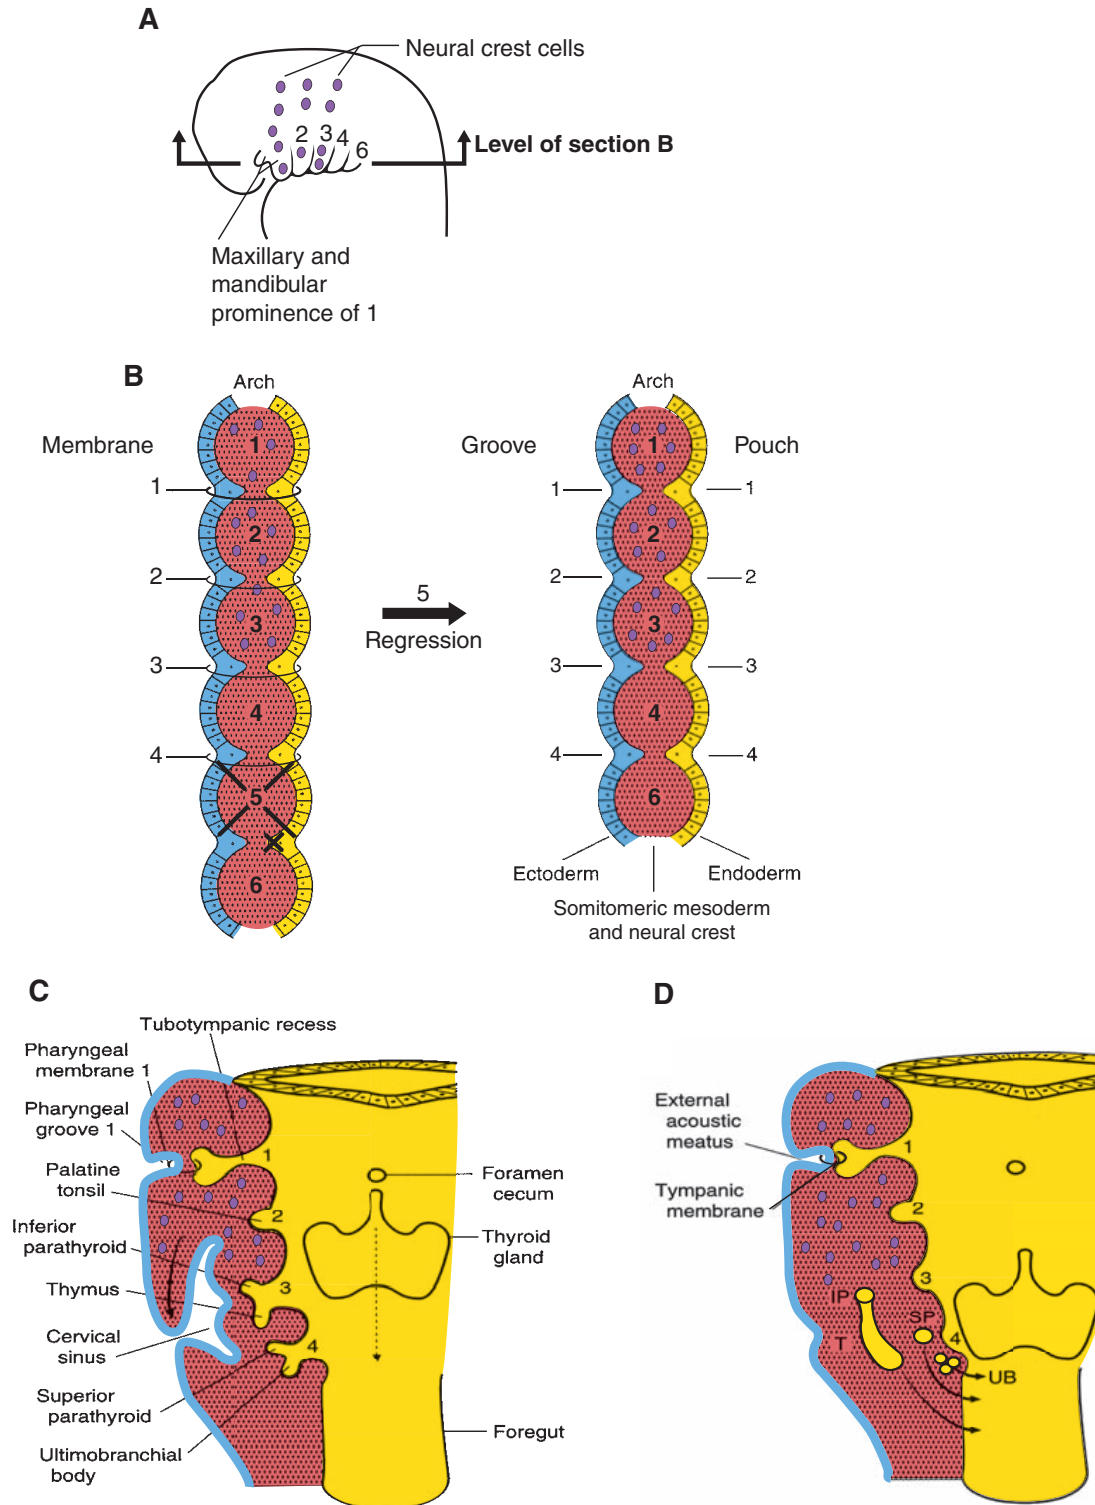 A
Neural crest cells
2
3
4
6
Level of section B
Maxillary and
mandibular
prominence of 1
B
Arch
Membrane
1
2
3
4
1
2
3
4
5
6
5
Regression
Arch
Groove
Pouch
1
2
3
4
1
2
3
4
6
1
2
3
4
Ectoderm
Endoderm
Somitomeric mesoderm
and neural crest
C
Tubotympanic recess
Pharyngeal
membrane 1
Pharyngeal
groove 1
Palatine
tonsil
Inferior
parathyroid
Thymus
Cervical
sinus
Superior
parathyroid
Ultimobranchial
body
1
2
3
4
Foramen
cecum
Thyroid
gland
Foregut
D
External
acoustic
meatus
Tympanic
membrane
1
2
3
4
IP
SP
T
UB